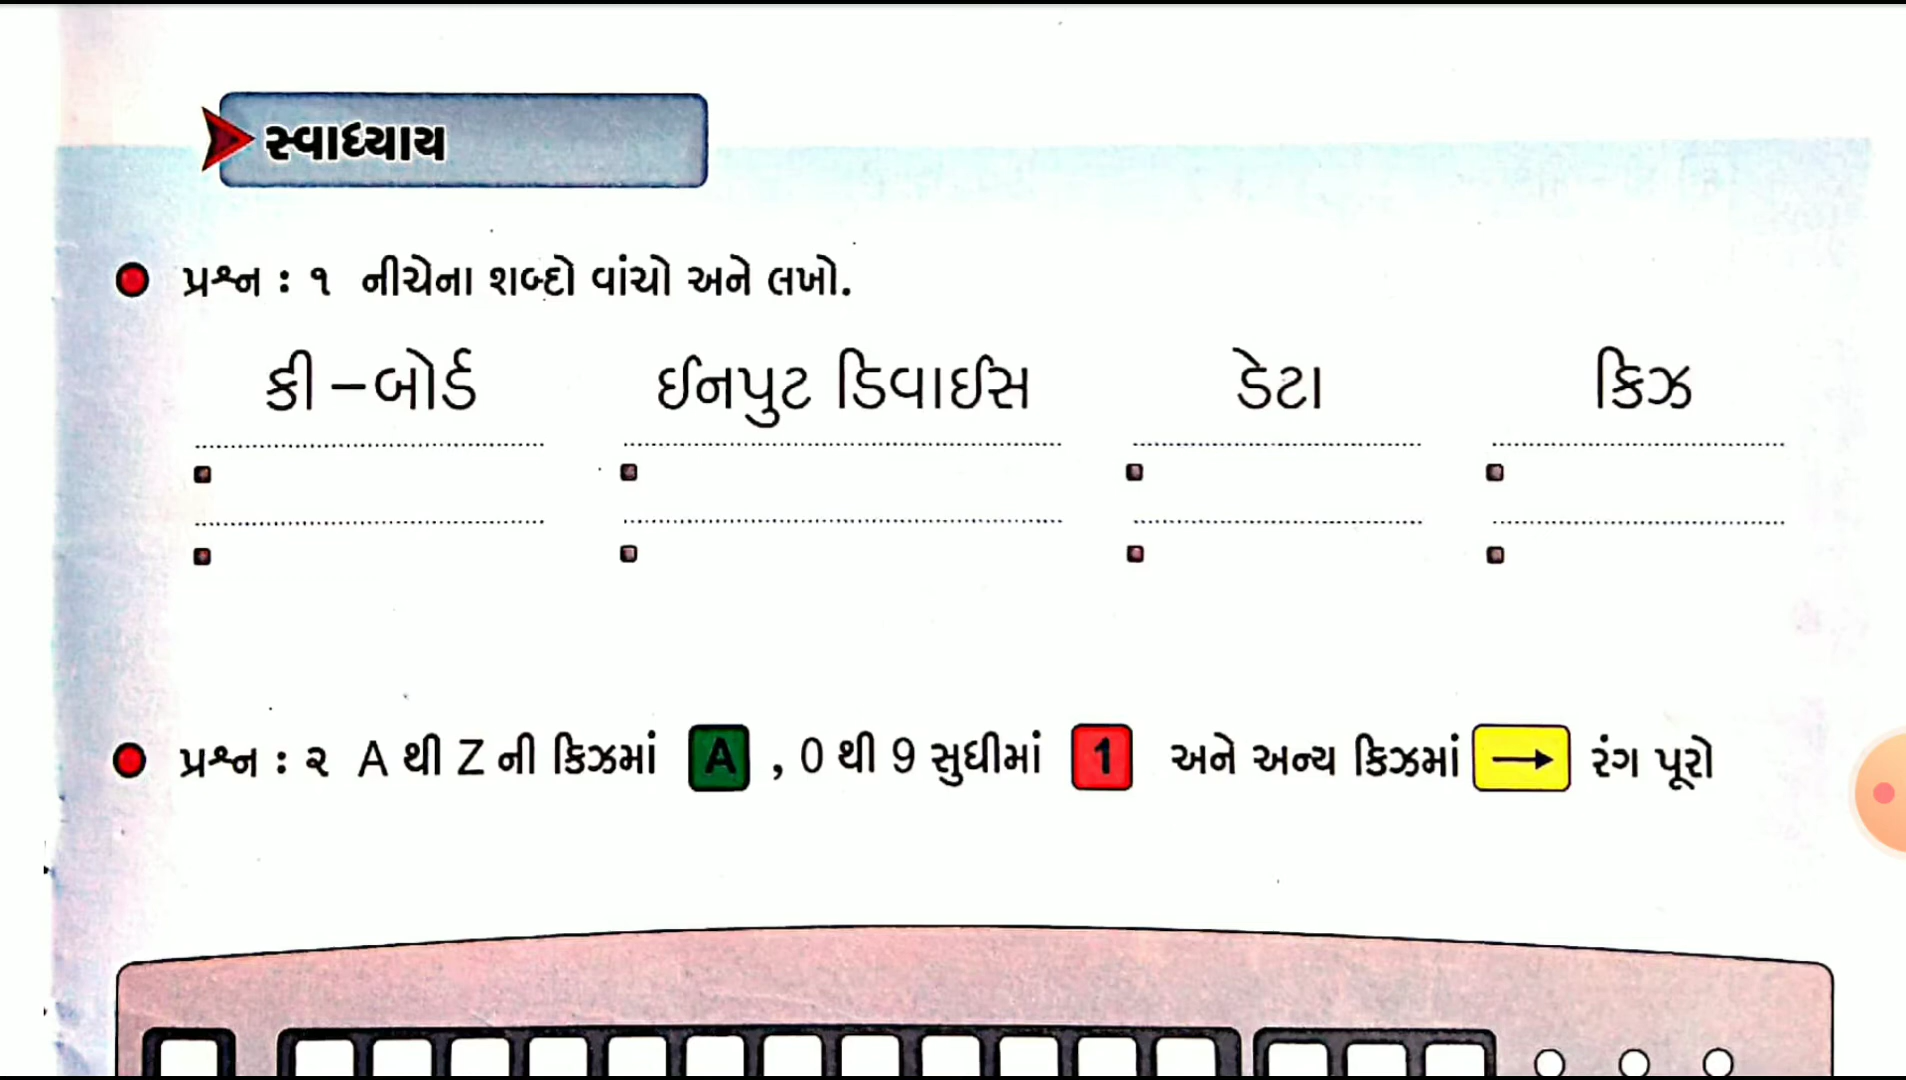 સ્વાધ્યાય
પ્રશ્ન : ૧ નીચેના શબ્દો વાંચો અને લખો.
કી-બોર્ડ ઈનપુટ ડિવાઈસ ડેટા કિઝ
પ્રશ્ન : ૨ A થી Z ની કિઝમાં A , 0 થી 9 સુધીમાં 1 અને અન્ય કિઝમાં → રંગ પૂરો